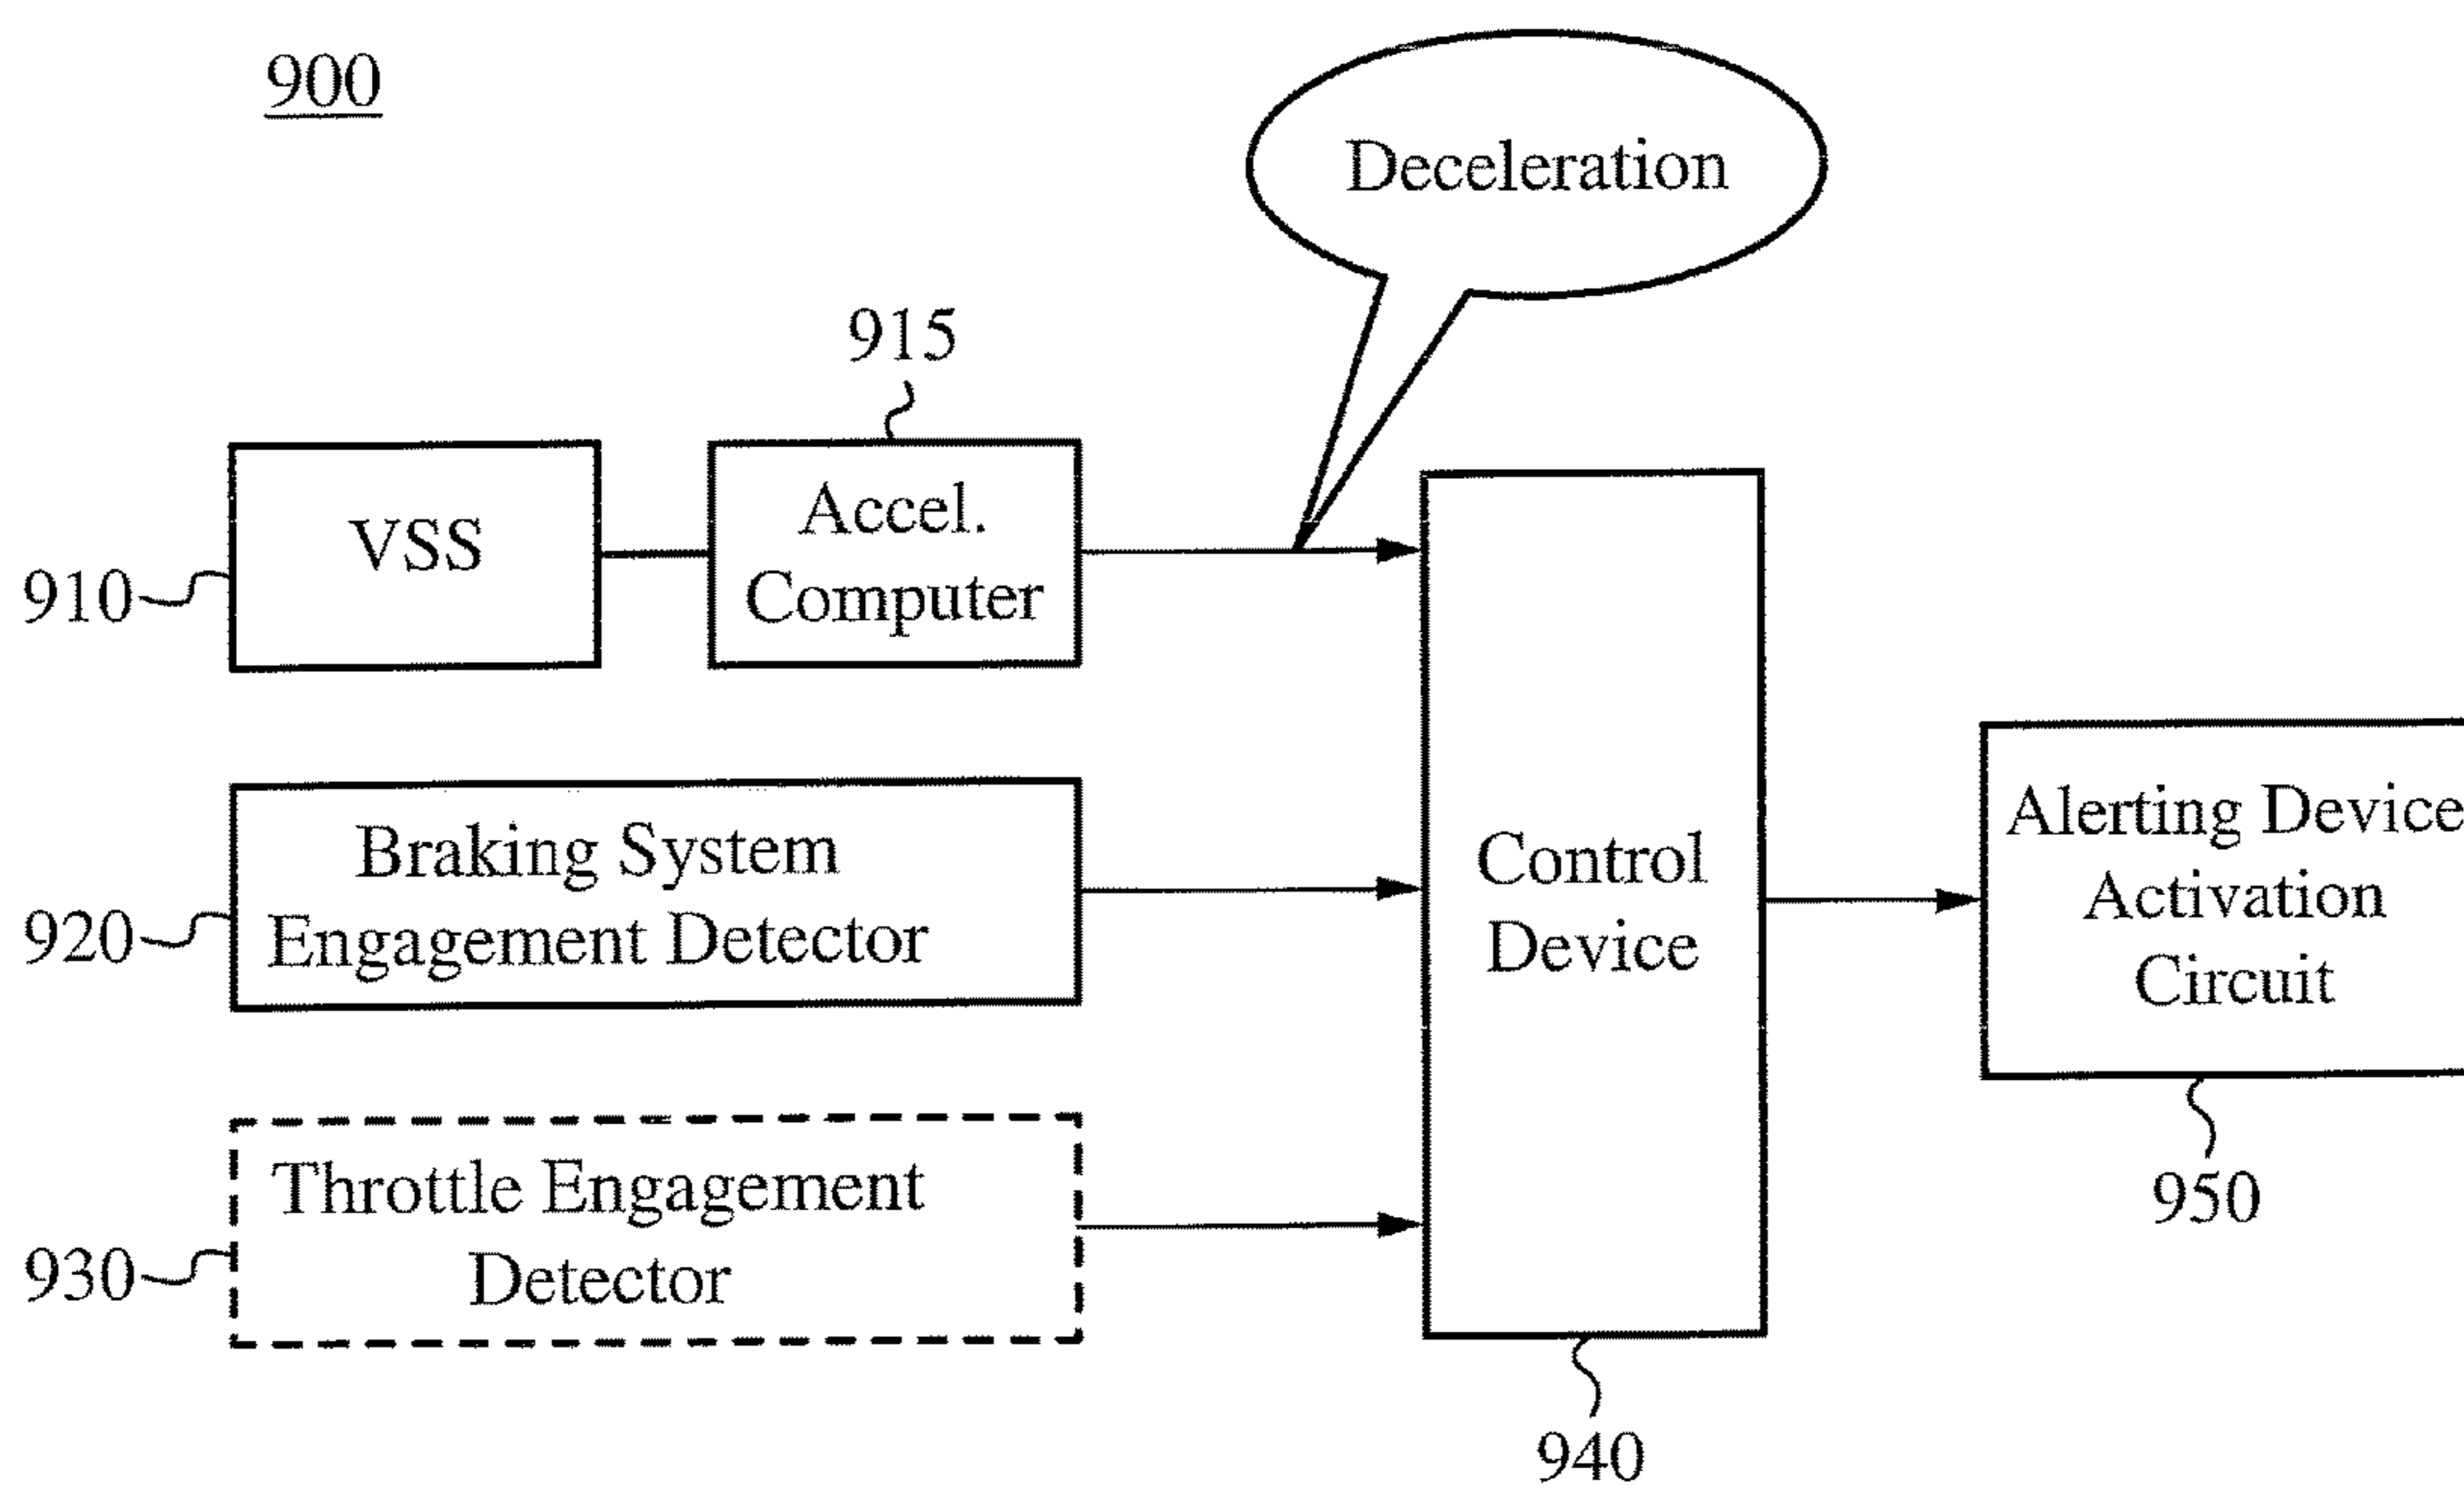 900
Deceleration
915
VSS
Accel.
Computer
910
Braking System
Engagement Detector
920
Control
Device
Alerting Device
Activation
Circuit
Throttle Engagement
Detector
930
950
940